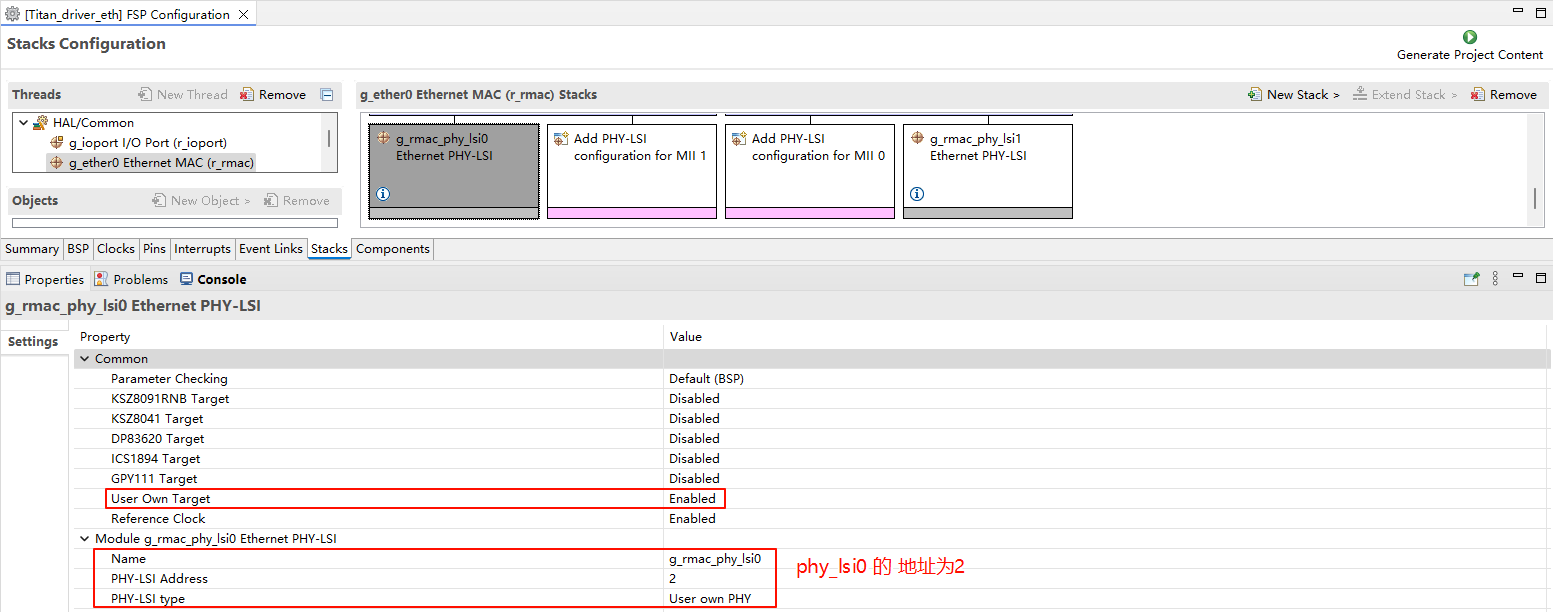 [Titan_driver_eth] FSP Configuration
Stacks Configuration
Generate Project Content
Threads
New Thread
Remove
HAL/Common
g_ioport I/O Port (r_ioport)
g_ether0 Ethernet MAC (r_rmac)
Objects
New Object >
Remove
g_ether0 Ethernet MAC (r_rmac) Stacks
New Stack >
Extend Stack >
Remove
g_rmac_phy_lsi0
Ethernet PHY-LSI
Add PHY-LSI
configuration for MII 1
Add PHY-LSI
configuration for MII 0
g_rmac_phy_lsi1
Ethernet PHY-LSI
Summary BSP Clocks Pins Interrupts Event Links Stacks Components
Properties Problems Console
g_rmac_phy_lsi0 Ethernet PHY-LSI
Settings
Property Value
Common
Parameter Checking Default (BSP)
KSZ8091RNB Target Disabled
KSZ8041 Target Disabled
DP83620 Target Disabled
ICS1894 Target Disabled
GPY111 Target Disabled
User Own Target Enabled
Reference Clock Enabled
Module g_rmac_phy_lsi0 Ethernet PHY-LSI
Name g_rmac_phy_lsi0
PHY-LSI Address 2
PHY-LSI type User own PHY
phy_lsi0 的 地址为2